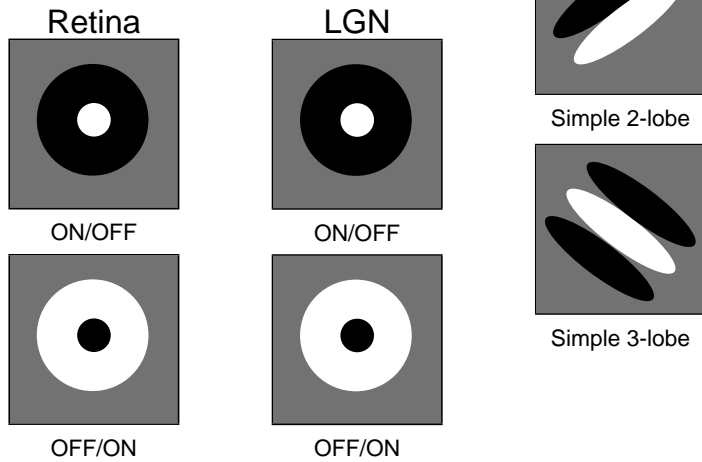 Retina
LGN
ON/OFF
ON/OFF
Simple 2-lobe
OFF/ON
OFF/ON
Simple 3-lobe